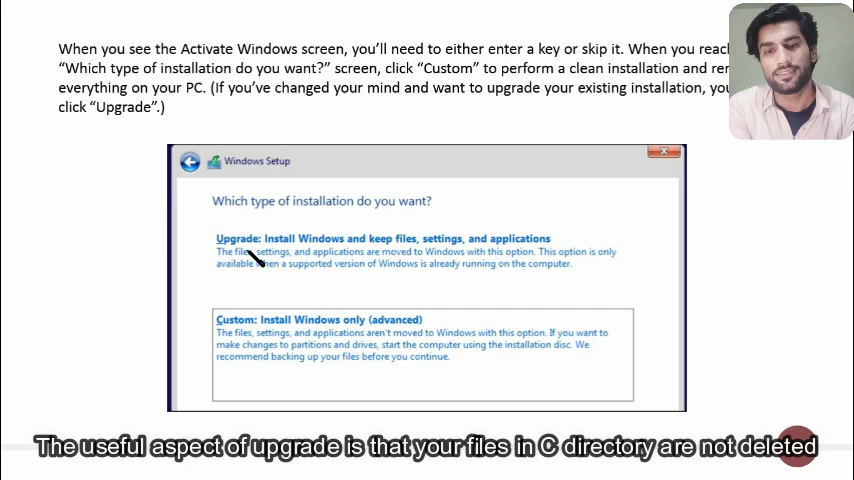 When you see the Activate Windows screen, you'll need to either enter a key or skip it. When you reac
"Which type of installation do you want?" screen, click "Custom" to perform a clean installation and
everything on your PC. (If you've changed your mind and want to upgrade your existing installation,
click "Upgrade".)
Windows Setup
Which type of installation do you want?
Upgrade: Install Windows and keep files, settings, and applications
The files, settings, and applications are moved to Windows with this option. This option is only
available when a supported version of Windows is already running on the computer.
Custom: Install Windows only (advanced)
The files, settings, and applications aren't moved to Windows with this option. If you want to
make changes to partitions and drives, start the computer using the installation disc. We
recommend backing up your files before you continue.
The useful aspect of upgrade is that your files in C directory are not deleted